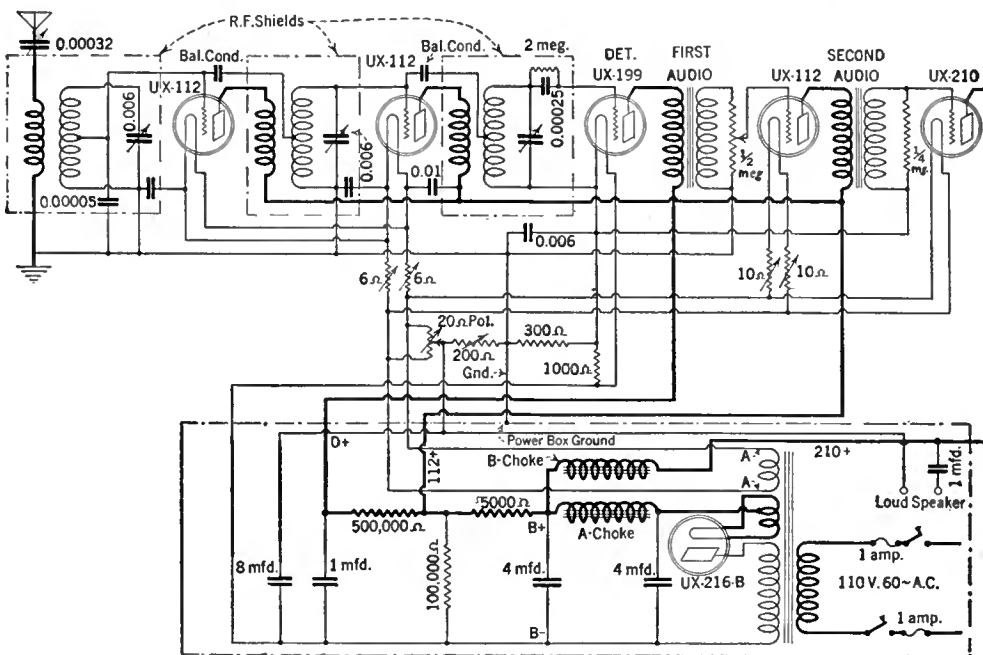 R.F. Shields
0.00032
Bal.Cond.
UX-112
0.006
0.00005
UX-112
Bal.Cond.
0.006
0.01
2 meg.
0.00025
DET.
UX-199
FIRST
AUDIO
1/2
meg
UX-112
SECOND
AUDIO
1/4
mg.
UX-210
0.006
6Ω
6Ω
10Ω
10Ω
20Ω Pot.
200Ω
300Ω
1000Ω
Gnd.
Power Box Ground
D+
112+
B-Choke
A~
A~
210+
1 mfd.
Loud Speaker
500,000Ω
5000Ω
B+
A-Choke
8 mfd.
1 mfd.
100,000Ω
4 mfd.
4 mfd.
UX-216-B
1 amp.
110 V. 60~A.C.
1 amp.
B-